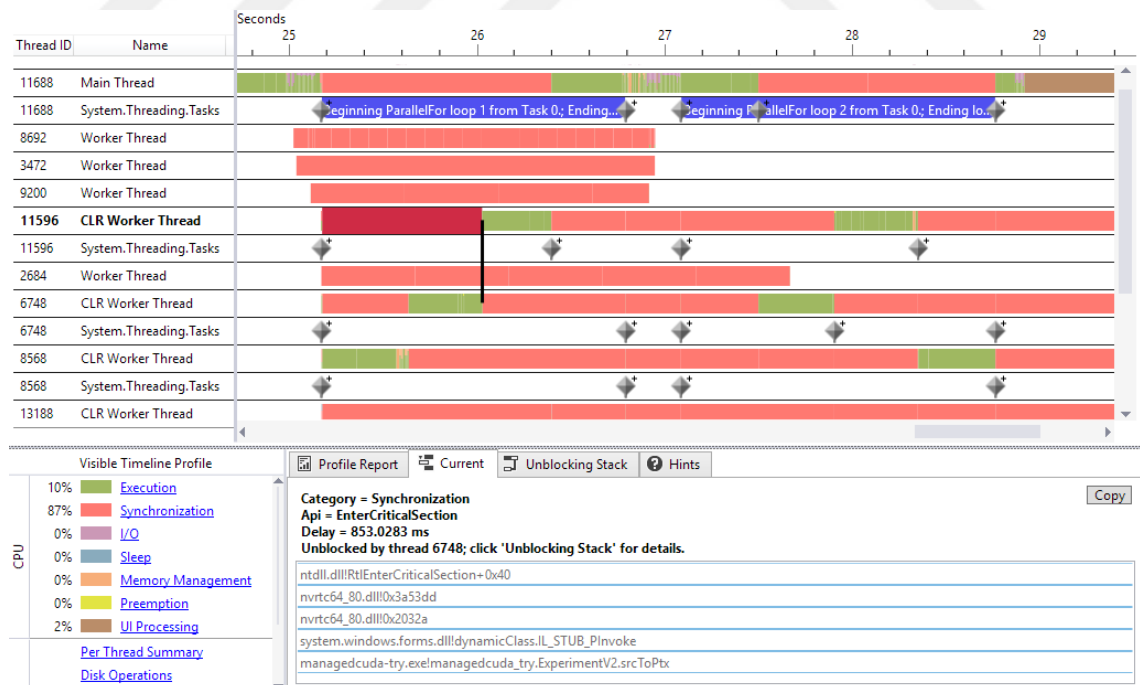 Seconds
25 26 27 28 29
Thread ID Name
11688 Main Thread
11688 System.Threading.Tasks
Beginning ParallelFor loop 1 from Task 0.; Ending... Beginning ParallelFor loop 2 from Task 0.; Ending lo...
8692 Worker Thread
3472 Worker Thread
9200 Worker Thread
11596 CLR Worker Thread
11596 System.Threading.Tasks
2684 Worker Thread
6748 CLR Worker Thread
6748 System.Threading.Tasks
8568 CLR Worker Thread
8568 System.Threading.Tasks
13188 CLR Worker Thread
Visible Timeline Profile
CPU
10% Execution
87% Synchronization
0% I/O
0% Sleep
0% Memory Management
0% Preemption
2% UI Processing
Per Thread Summary
Disk Operations
Profile Report Current Unblocking Stack Hints
Copy
Category = Synchronization
Api = EnterCriticalSection
Delay = 853.0283 ms
Unblocked by thread 6748; click 'Unblocking Stack' for details.
ntdll.dll!RtlEnterCriticalSection+0x40
nvrtc64_80.dll!0x3a53dd
nvrtc64_80.dll!0x2032a
system.windows.forms.dll!dynamicClass.IL_STUB_PInvoke
managedcuda-try.exe!managedcuda_try.ExperimentV2.srcToPtx